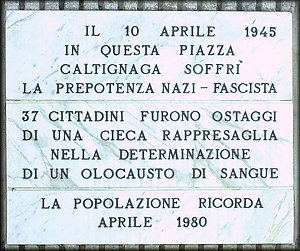 IL 10 APRILE 1945
IN QUESTA PIAZZA
CALTIGNAGA SOFFRÌ
LA PREPOTENZA NAZI-FASCISTA
37 CITTADINI FURONO OSTAGGI
DI UNA CIECA RAPPRESAGLIA
NELLA DETERMINAZIONE
DI UN OLOCAUSTO DI SANGUE
LA POPOLAZIONE RICORDA
APRILE 1980